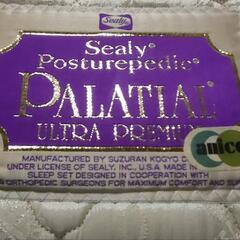 Sealy®
Sealy®
Posturepedic®
PALATIAL
ULTRA PREMIUM
anico
MANUFACTURED BY SUZURAN KOGYO
UNDER LICENSE OF SEALY, INC., U.S.A. MADE IN
SLEEP SET DESIGNED IN COOPERATION WITH
ORTHOPEDIC SURGEONS FOR MAXIMUM COMFORT AND